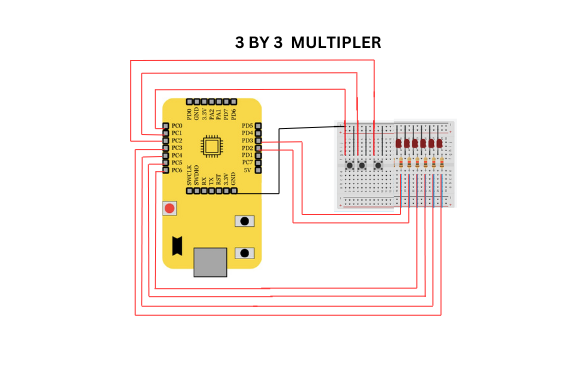 3 BY 3 MULTIPLER
PD0
GND
3.3V
PA2
PA1
PD7
PD6
PC0
PC1
PC2
PC3
PC4
PC5
PC6
PD5
PD4
PD3
PD2
PD1
PC7
5V
SWCLK
SWDIO
RX
TX
RST
3.3V
GND